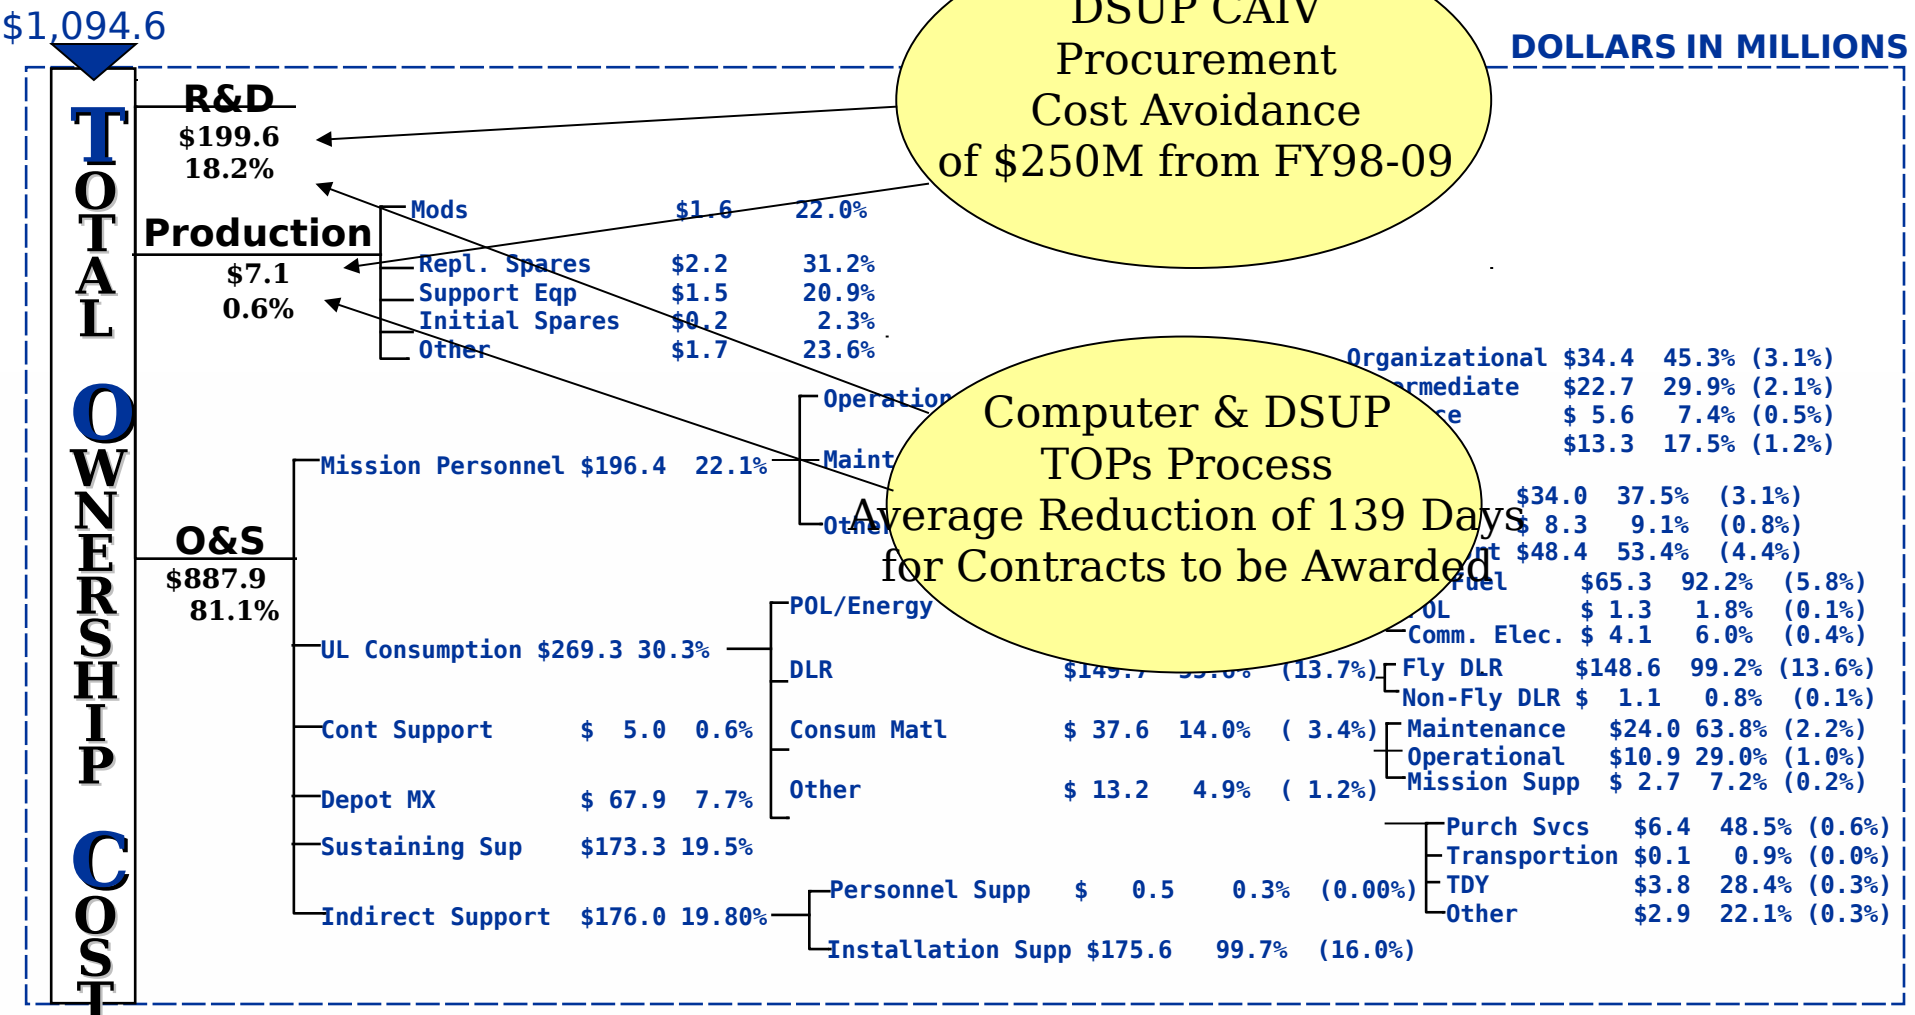 $1,094.6
DOLLARS IN MILLIONS
TOTAL OWNERSHIP COST
DSUP CAIV
Procurement
Cost Avoidance
of $250M from FY98-09
R&D
$199.6
18.2%
Production
$7.1
0.6%
Mods $1.6 22.0%
Repl. Spares $2.2 31.2%
Support Eqp $1.5 20.9%
Initial Spares $0.2 2.3%
Other $1.7 23.6%
O&S
$887.9
81.1%
Mission Personnel $196.4 22.1%
UL Consumption $269.3 30.3%
Cont Support $ 5.0 0.6%
Depot MX $ 67.9 7.7%
Sustaining Sup $173.3 19.5%
Indirect Support $176.0 19.80%
Computer & DSUP
TOPs Process
Average Reduction of 139 Days
for Contracts to be Awarded
Organizational $34.4 45.3% (3.1%)
$22.7 29.9% (2.1%)
$ 5.6 7.4% (0.5%)
$13.3 17.5% (1.2%)
$34.0 37.5% (3.1%)
$ 8.3 9.1% (0.8%)
$48.4 53.4% (4.4%)
POL/Energy
DLR (13.7%)
Consum Matl $ 37.6 14.0% ( 3.4%)
Other $ 13.2 4.9% ( 1.2%)
Fuel $65.3 92.2% (5.8%)
$ 1.3 1.8% (0.1%)
Comm. Elec. $ 4.1 6.0% (0.4%)
Fly DLR $148.6 99.2% (13.6%)
Non-Fly DLR $ 1.1 0.8% (0.1%)
Maintenance $24.0 63.8% (2.2%)
Operational $10.9 29.0% (1.0%)
Mission Supp $ 2.7 7.2% (0.2%)
Purch Svcs $6.4 48.5% (0.6%)
Transportion $0.1 0.9% (0.0%)
TDY $3.8 28.4% (0.3%)
Other $2.9 22.1% (0.3%)
Personnel Supp $ 0.5 0.3% (0.00%)
Installation Supp $175.6 99.7% (16.0%)